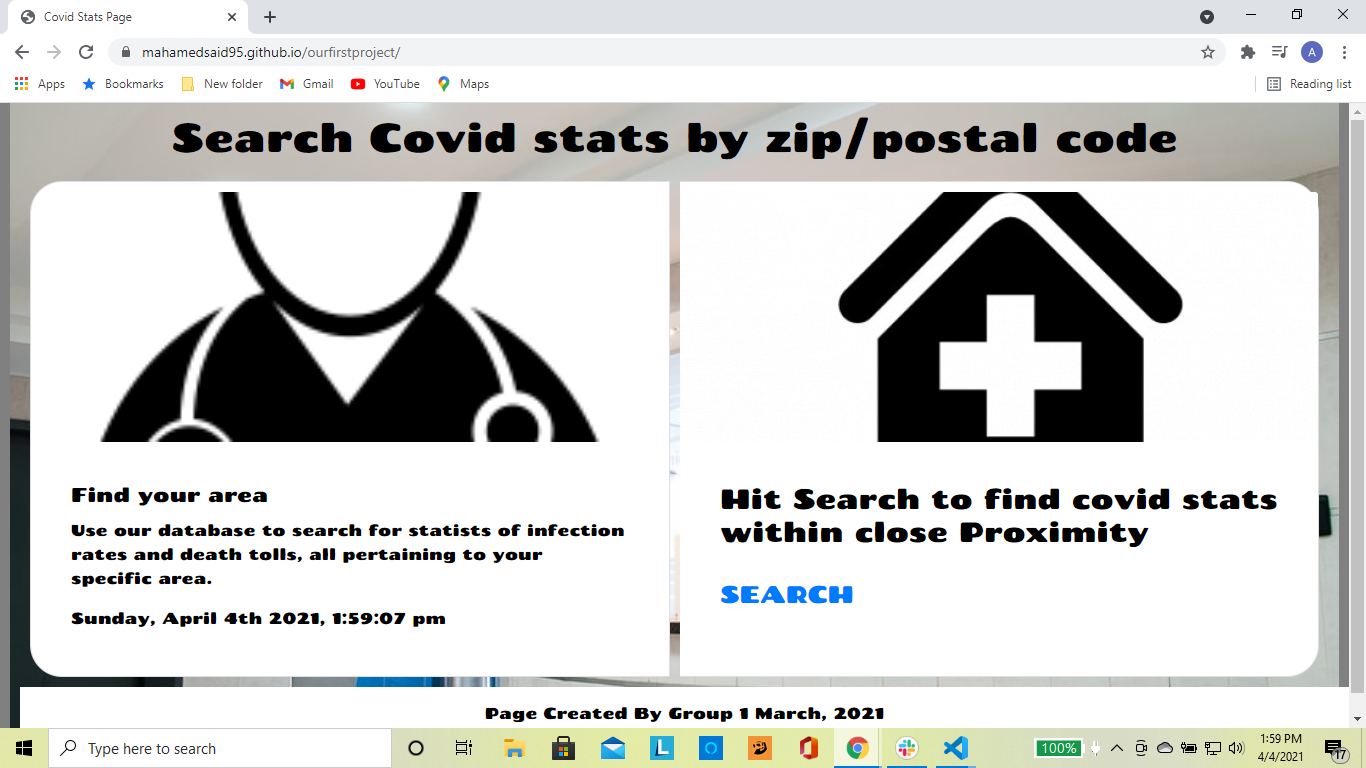 Covid Stats Page
mahamedsaid95.github.io/ourfirstproject/
A
Apps Bookmarks New folder Gmail YouTube Maps Reading list
Search Covid stats by zip/postal code
Find your area
Use our database to search for statists of infection
rates and death tolls, all pertaining to your
specific area.
Sunday, April 4th 2021, 1:59:07 pm
Hit Search to find covid stats
within close Proximity
SEARCH
Page Created By Group 1 March, 2021
Type here to search
L
100%
1:59 PM
4/4/2021
17